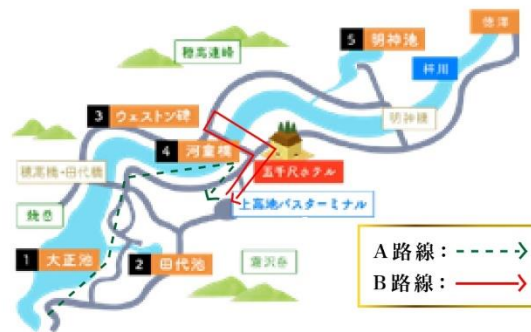 徳澤
5 明神池
穂高連峰
梓川
3 ウェストン碑
明神橋
4 河童橋
穂高橋・田代橋
五千尺ホテル
上高地バスターミナル
焼岳
1 大正池
2 田代池
霞沢岳
A路線：
B路線：